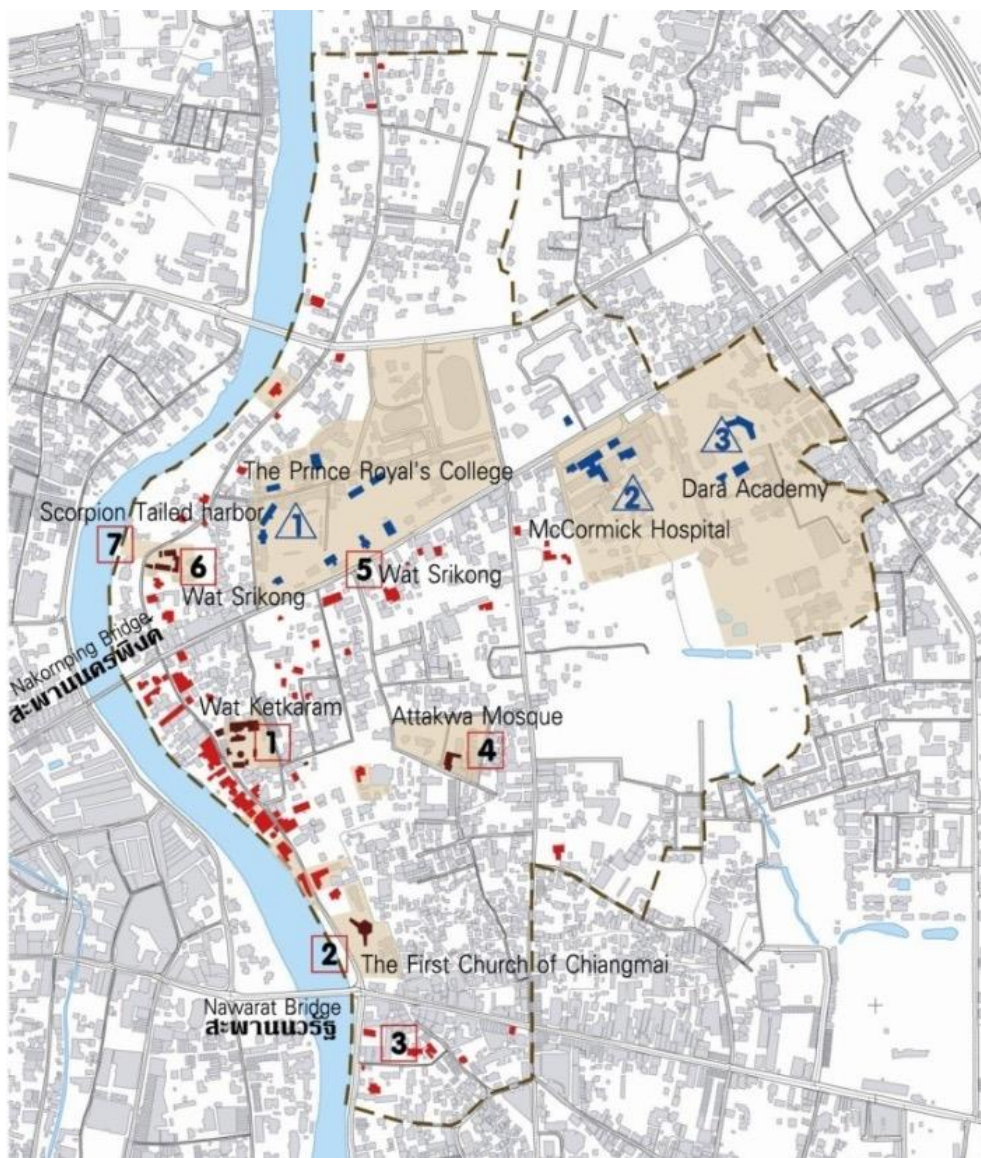 The Prince Royal's College
3
Dara Academy
2
McCormick Hospital
Scorpion Tailed harbor
1
7
6
Wat Srikong
5
Wat Srikong
Nakornping Bridge
สะพานนครพิงค์
Wat Ketkaram
1
Attakwa Mosque
4
2
The First Church of Chiangmai
Nawarat Bridge
สะพานนวรัฐ
3